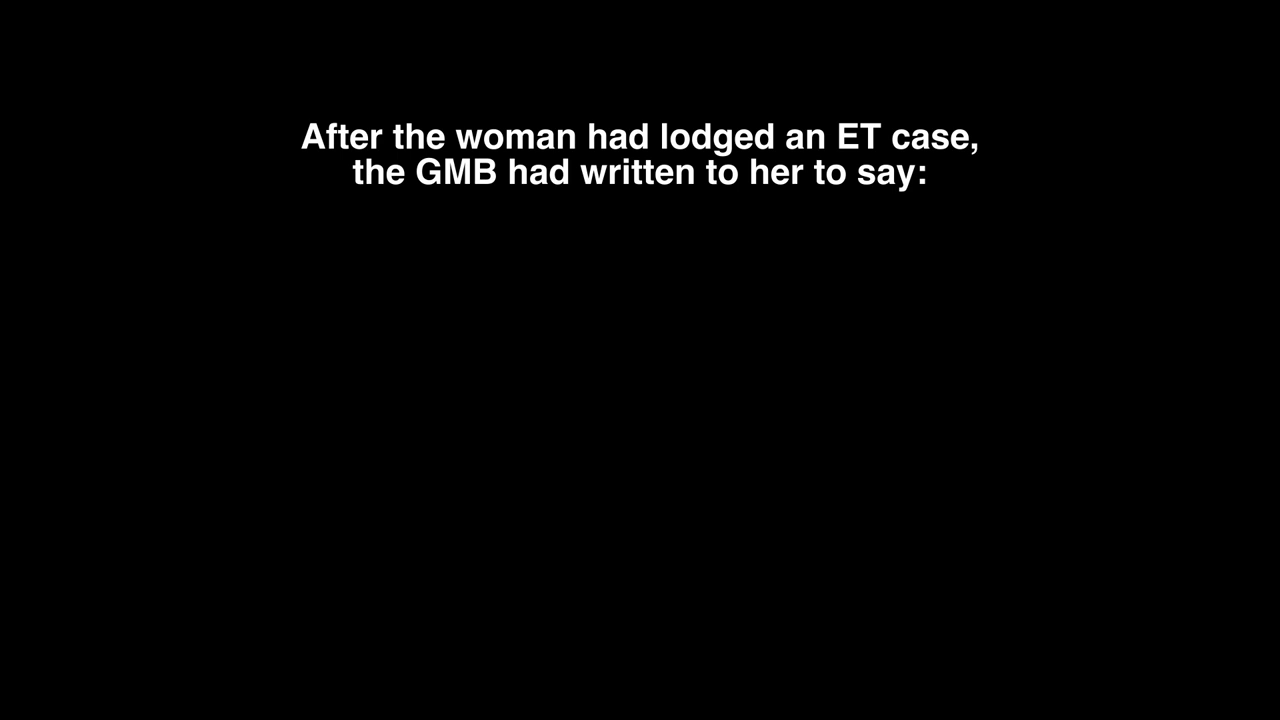 After the woman had lodged an ET case,
the GMB had written to her to say: